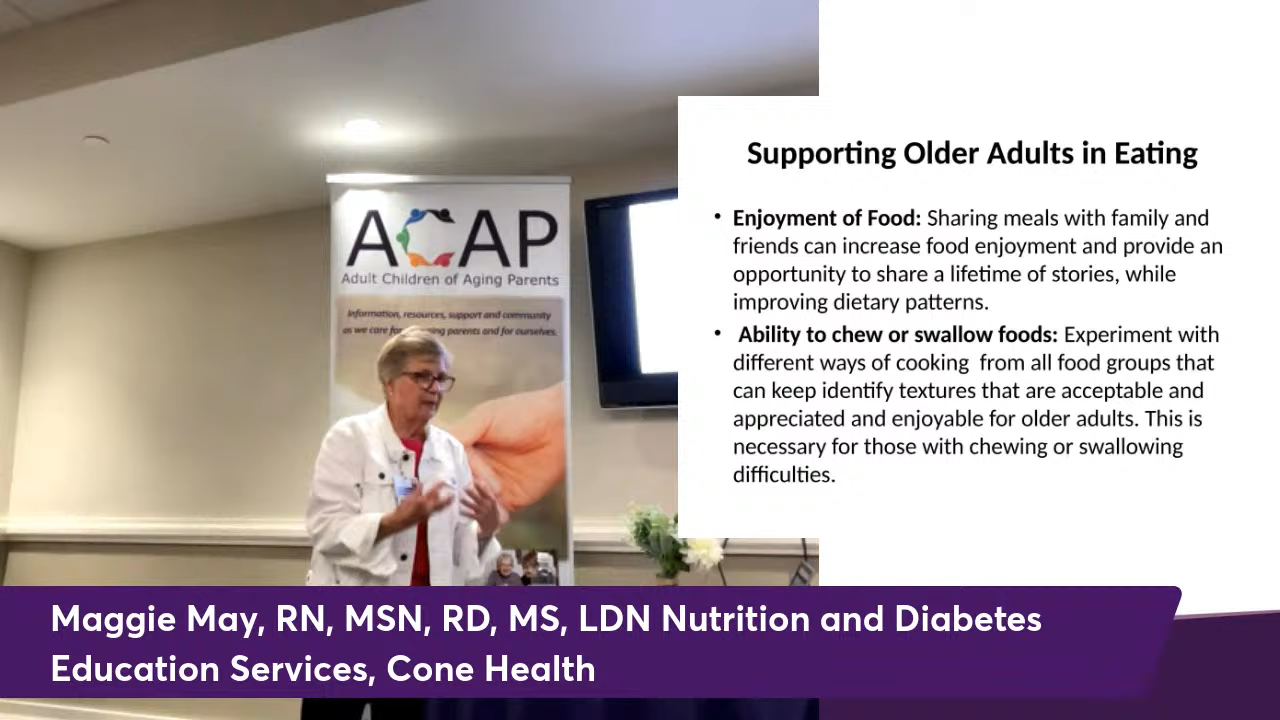 ACAP
Adult Children of Aging Parents
Information, resources, support and community
as we care for our aging parents and for ourselves.
Supporting Older Adults in Eating
• Enjoyment of Food: Sharing meals with family and
friends can increase food enjoyment and provide an
opportunity to share a lifetime of stories, while
improving dietary patterns.
• Ability to chew or swallow foods: Experiment with
different ways of cooking from all food groups that
can keep identify textures that are acceptable and
appreciated and enjoyable for older adults. This is
necessary for those with chewing or swallowing
difficulties.
Maggie May, RN, MSN, RD, MS, LDN Nutrition and Diabetes
Education Services, Cone Health